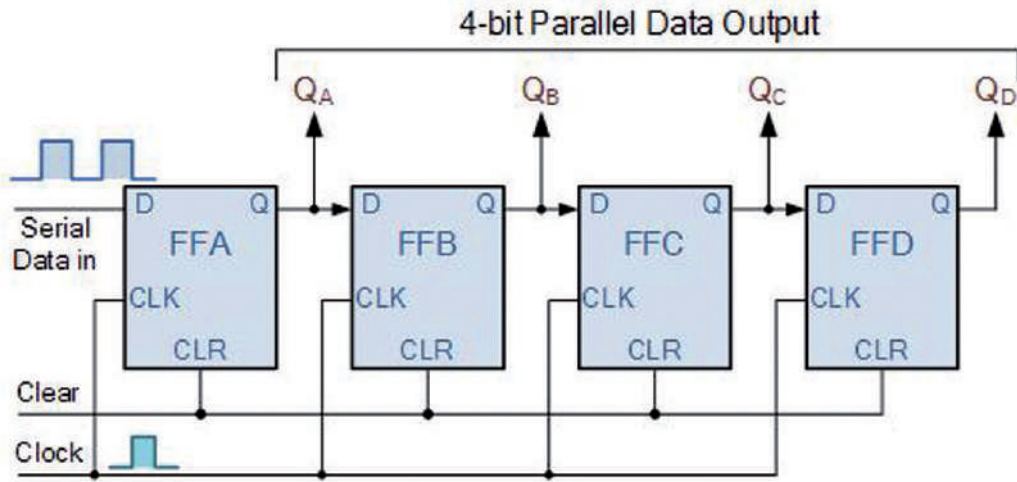 4-bit Parallel Data Output
QA QB QC QD
D Q D Q D Q D Q
Serial
Data in
FFA FFB FFC FFD
CLK CLK CLK CLK
CLR CLR CLR CLR
Clear
Clock